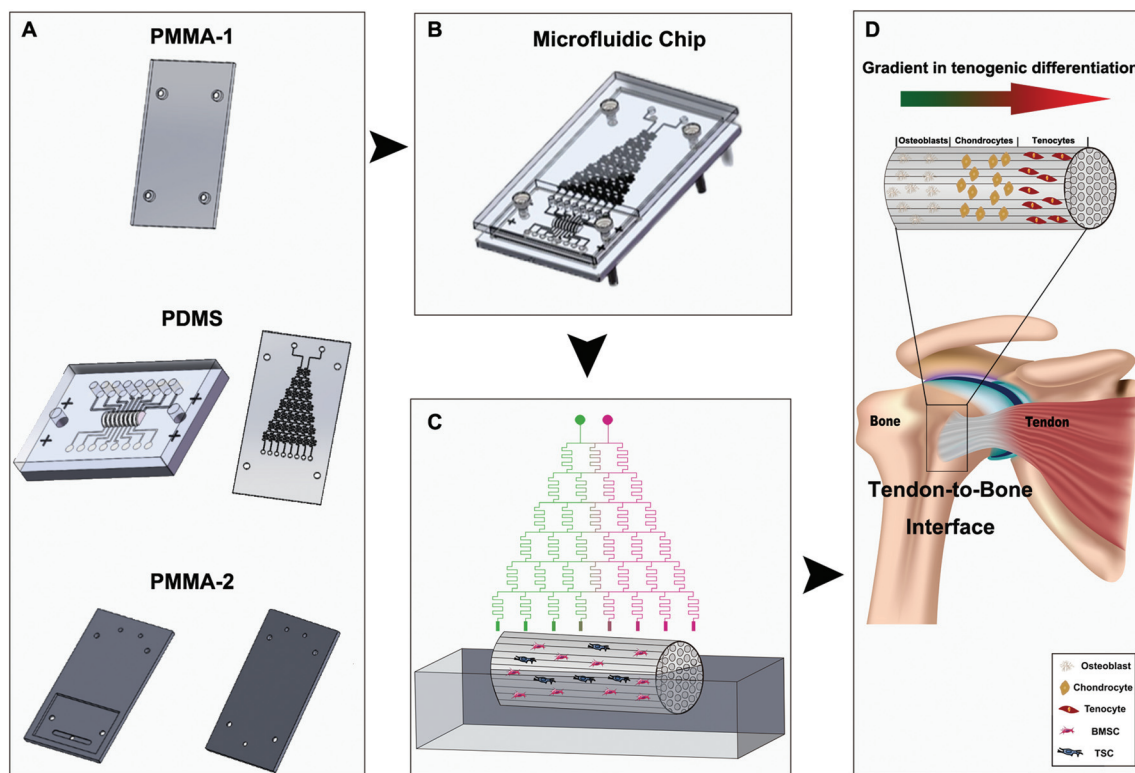 A
PMMA-1
PDMS
PMMA-2
B
Microfluidic Chip
C
D
Gradient in tenogenic differentiation
Osteoblasts
Chondrocytes
Tenocytes
Bone
Tendon
Tendon-to-Bone
Interface
Osteoblast
Chondrocyte
Tenocyte
BMSC
TSC